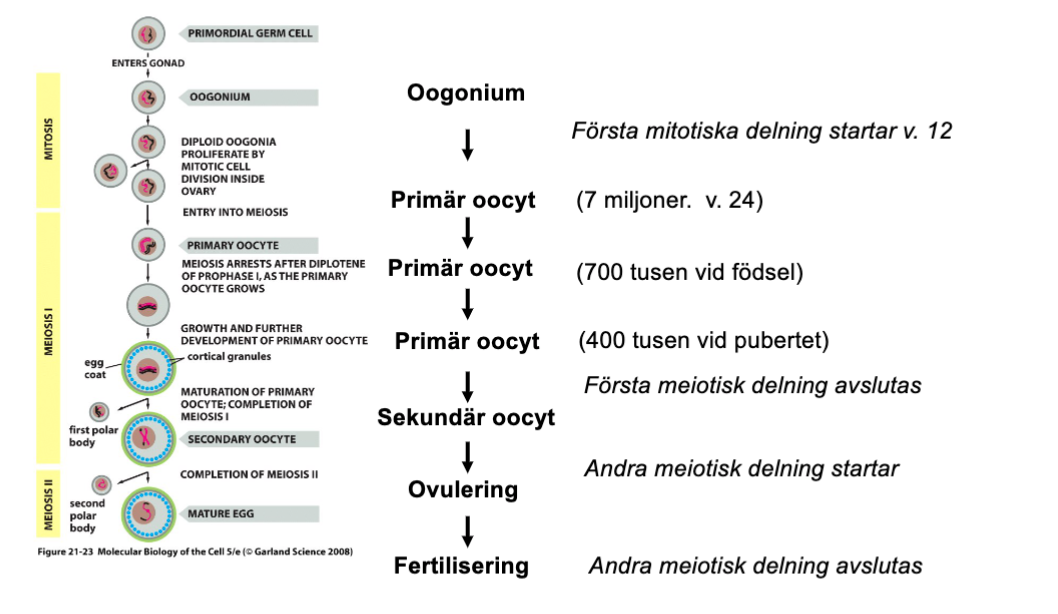 PRIMORDIAL GERM CELL
ENTERS GONAD
OOGONIUM
MITOSIS
DIPLOID OOGONIA
PROLIFERATE BY
MITOTIC CELL
DIVISION INSIDE
OVARY
ENTRY INTO MEIOSIS
PRIMARY OOCYTE
MEIOSIS ARRESTS AFTER DIPLOTENE
OF PROPHASE I, AS THE PRIMARY
OOCYTE GROWS
MEIOSIS I
GROWTH AND FURTHER
DEVELOPMENT OF PRIMARY OOCYTE
cortical granules
egg
coat
MATURATION OF PRIMARY
OOCYTE; COMPLETION OF
MEIOSIS I
first polar
body
SECONDARY OOCYTE
COMPLETION OF MEIOSIS II
MEIOSIS II
second
polar
body
MATURE EGG
Figure 21-23 Molecular Biology of the Cell 5/e (© Garland Science 2008)
Oogonium
Första mitotiska delning startar v. 12
Primär oocyt (7 miljoner. v. 24)
Primär oocyt (700 tusen vid födsel)
Primär oocyt (400 tusen vid pubertet)
Första meiotisk delning avslutas
Sekundär oocyt
Andra meiotisk delning startar
Ovulering
Fertilisering Andra meiotisk delning avslutas